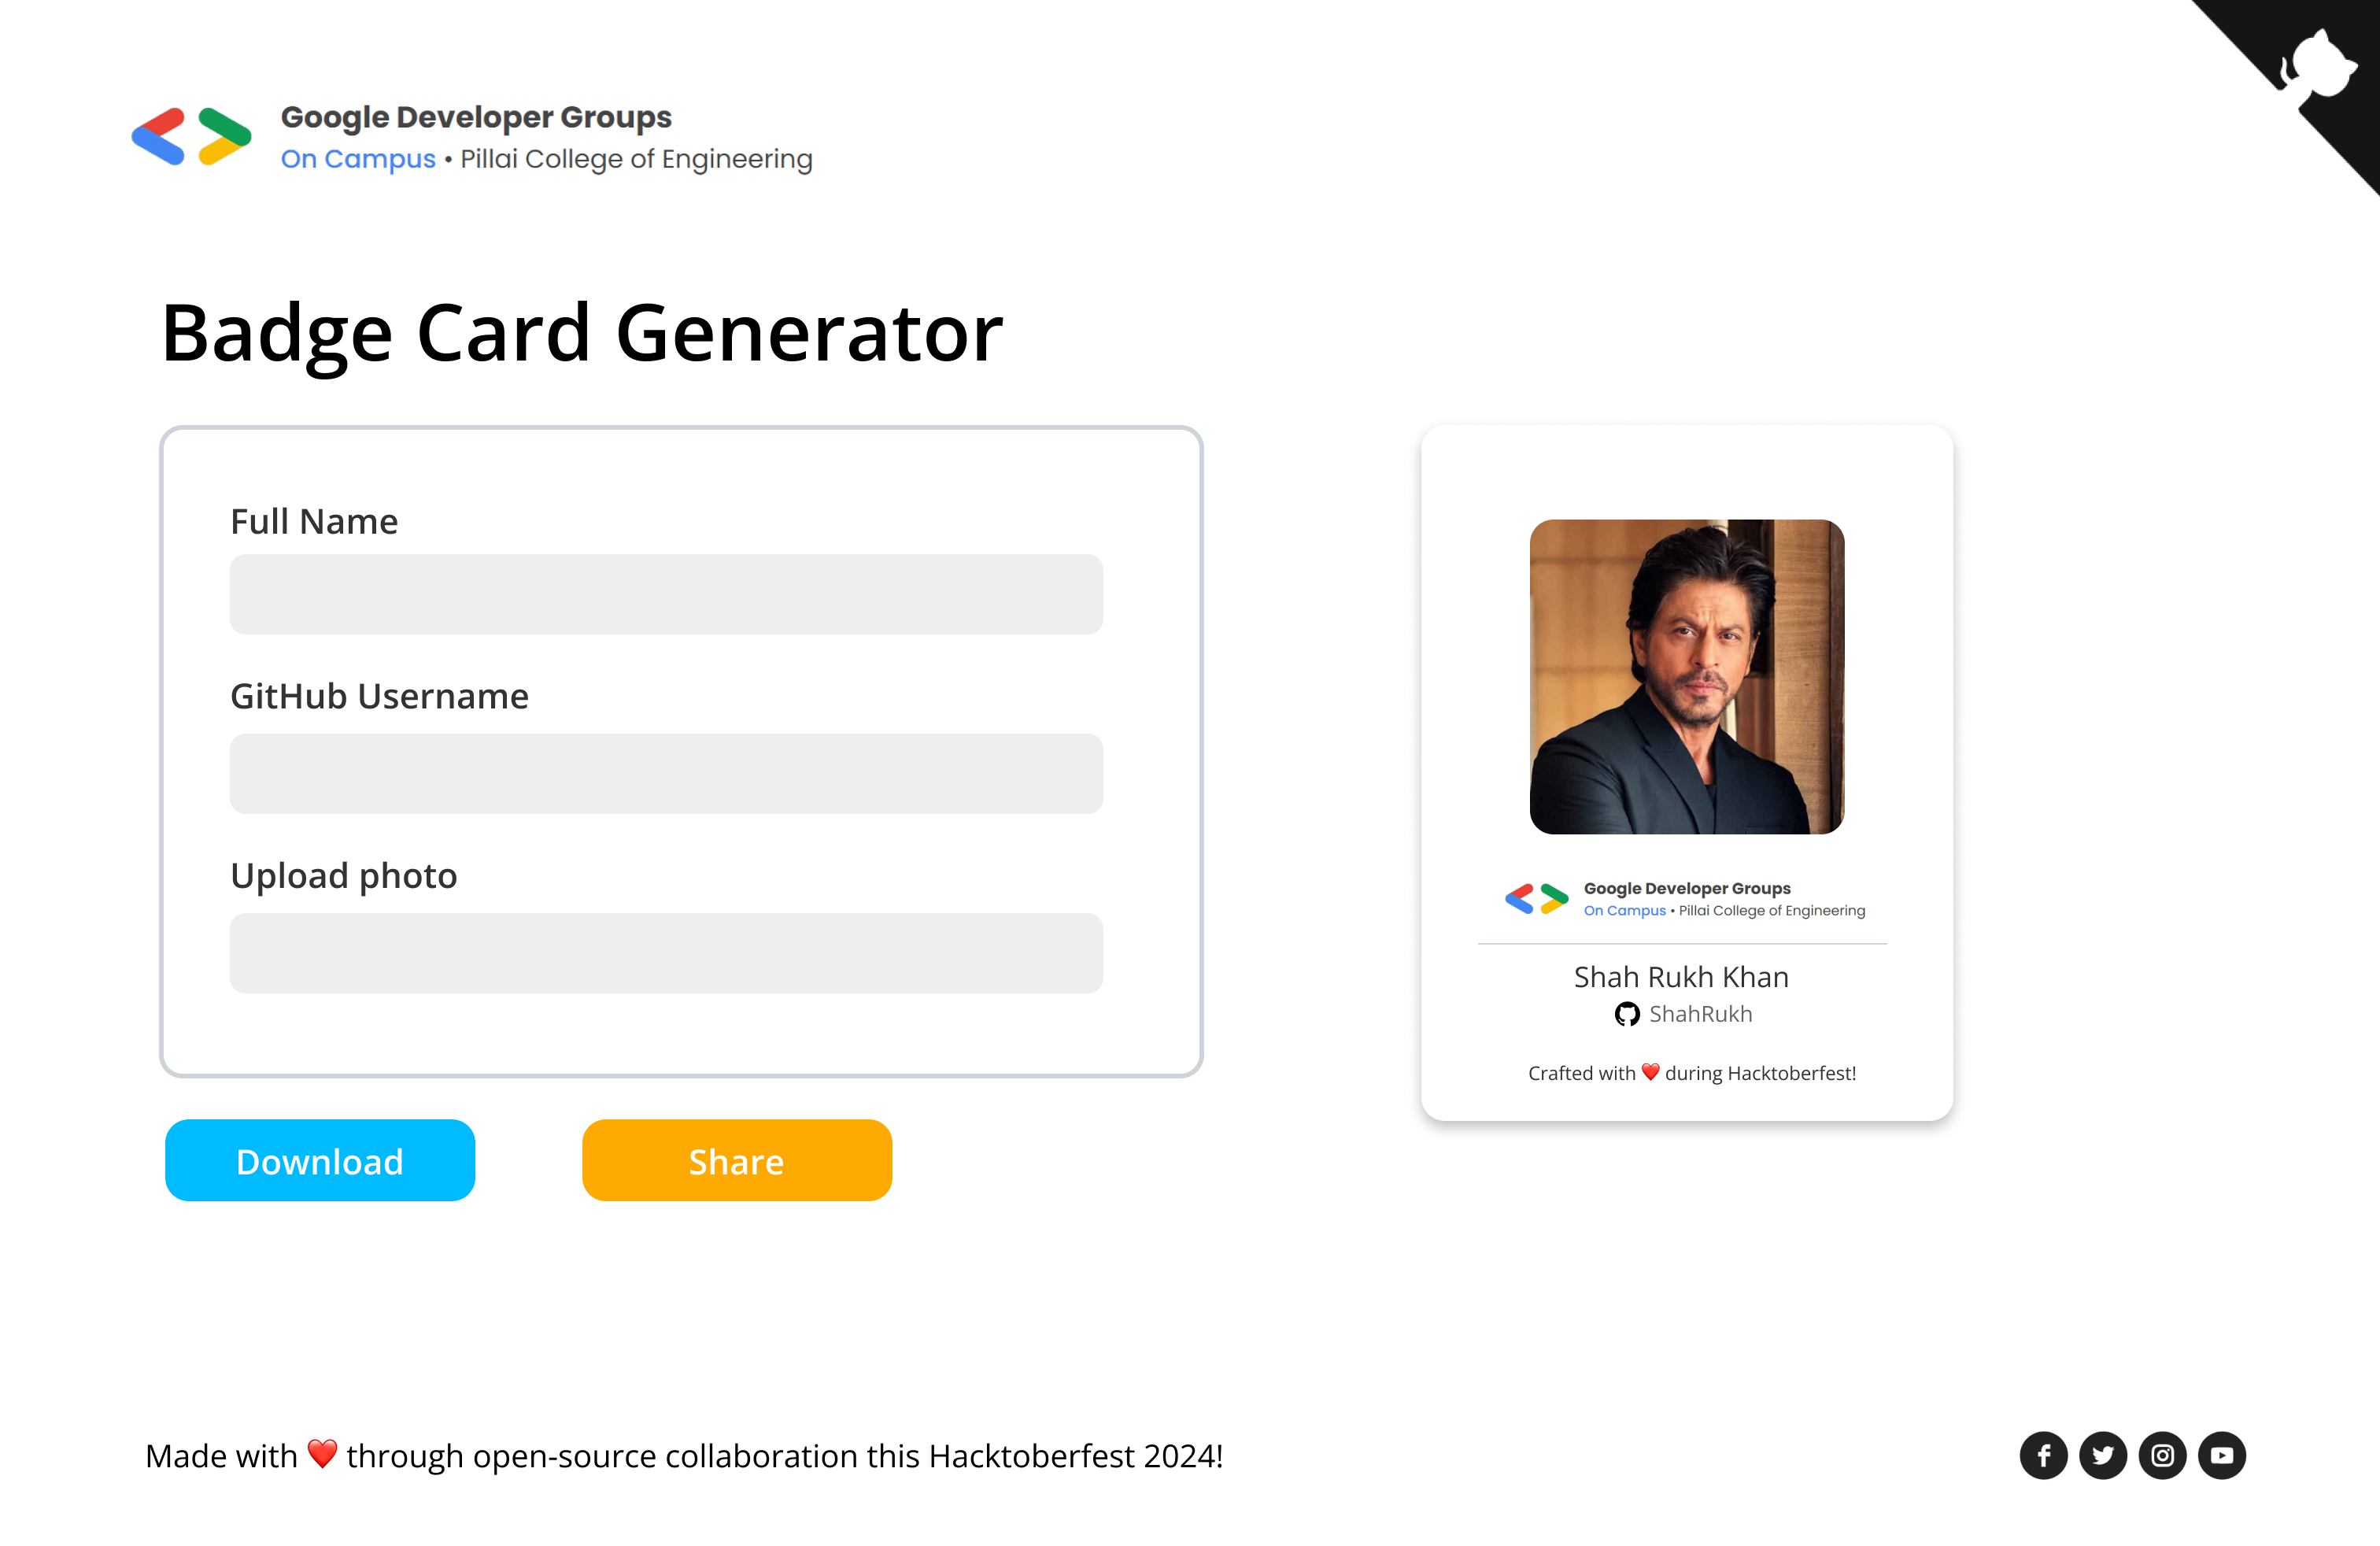 Google Developer Groups
On Campus • Pillai College of Engineering
Badge Card Generator
Full Name
GitHub Username
Upload photo
Download
Share
Google Developer Groups
On Campus • Pillai College of Engineering
Shah Rukh Khan
ShahRukh
Crafted with ❤️ during Hacktoberfest!
Made with ❤️ through open-source collaboration this Hacktoberfest 2024!